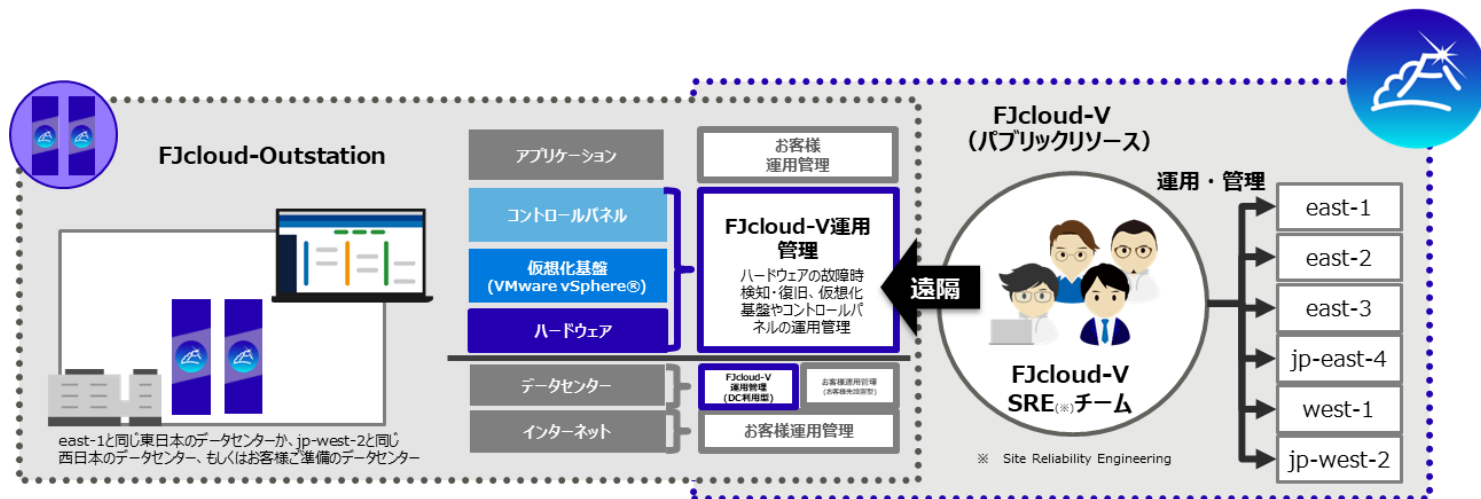 FJcloud-Outstation
east-1と同じ東日本のデータセンターか、jp-west-2と同じ
西日本のデータセンター、もしくはお客様ご準備のデータセンター
アプリケーション
コントロールパネル
仮想化基盤
(VMware vSphere®)
ハードウェア
データセンター
インターネット
お客様
運用管理
FJcloud-V運用
管理
ハードウェアの故障時
検知・復旧、仮想化
基盤やコントロールパ
ネルの運用管理
FJcloud-V
運用管理
(DC利用型)
お客様運用管理
(お客様先設置型)
お客様運用管理
遠隔
FJcloud-V
（パブリックリソース）
FJcloud-V
SRE(※)チーム
※ Site Reliability Engineering
運用・管理
east-1
east-2
east-3
jp-east-4
west-1
jp-west-2